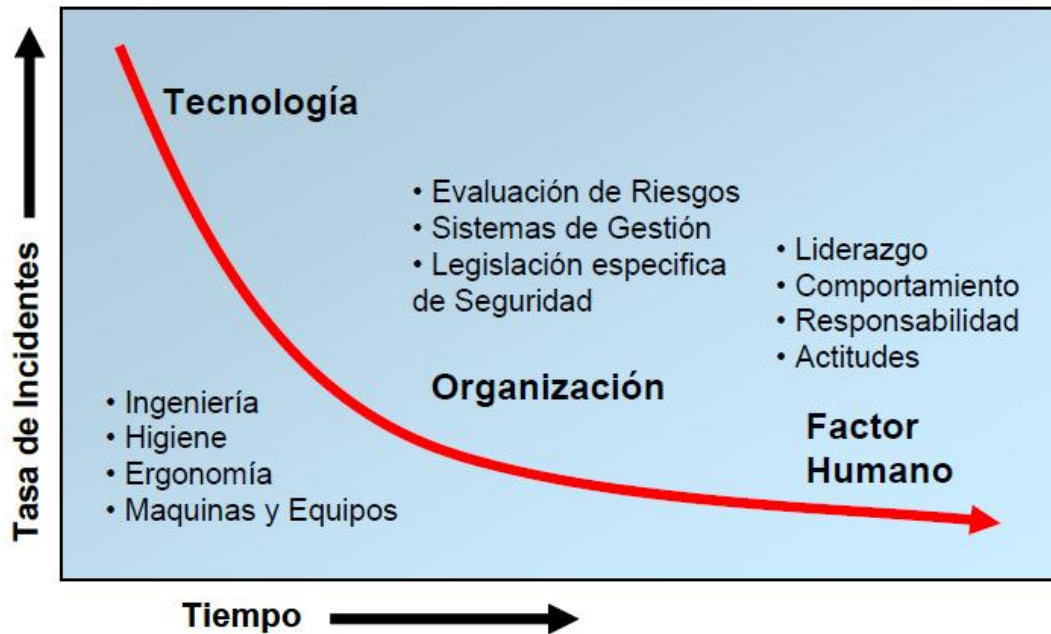 Tasa de Incidentes
Tecnología
• Evaluación de Riesgos
• Sistemas de Gestión
• Legislación especifica
de Seguridad
• Liderazgo
• Comportamiento
• Responsabilidad
• Actitudes
Organización
• Ingeniería
• Higiene
• Ergonomía
• Maquinas y Equipos
Factor
Humano
Tiempo